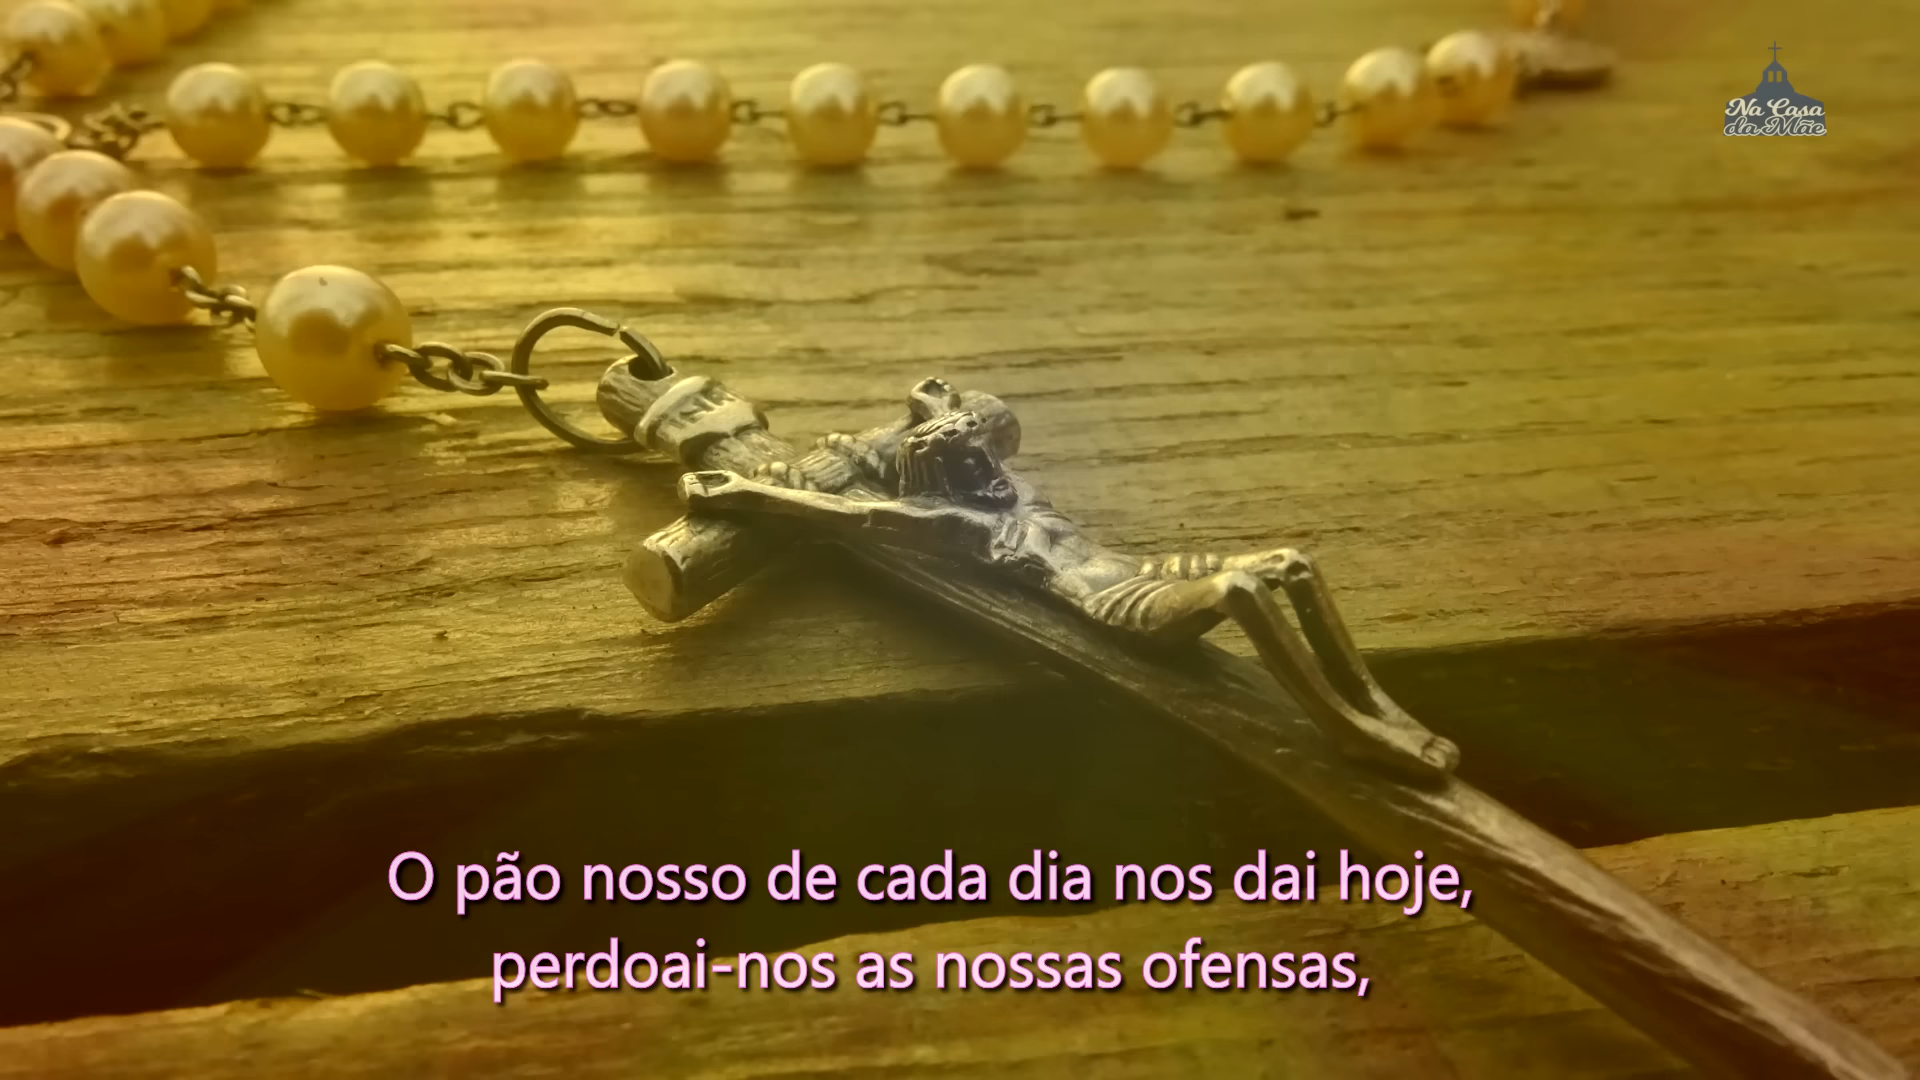 Na Casa
da Mãe
O pão nosso de cada dia nos dai hoje,
perdoai-nos as nossas ofensas,